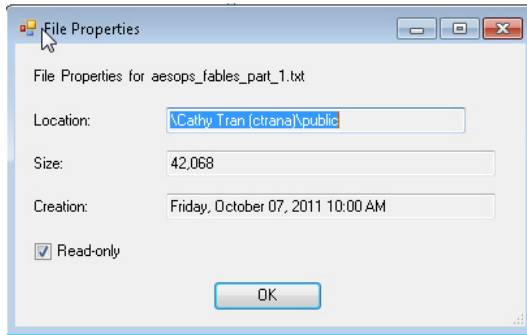 File Properties
File Properties for aesops_fables_part_1.txt
Location: \Cathy Tran (ctrana)\public
Size: 42,068
Creation: Friday, October 07, 2011 10:00 AM
Read-only
OK